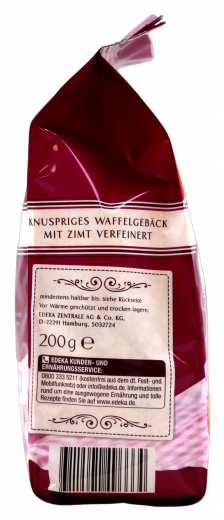 KNUSPRIGES WAFFELGEBÄCK
MIT ZIMT VERFEINERT
mindestens haltbar bis: siehe Rückseite
Vor Wärme geschützt und trocken lagern.
EDEKA ZENTRALE AG & Co. KG,
D-22291 Hamburg, 5032724
200g e
EDEKA KUNDEN- UND
ERNÄHRUNGSSERVICE:
0800 333 5211 (kostenfrei aus dem dt. Fest- und
Mobilfunknetz) oder info@edeka.de. Informationen
rund um eine ausgewogene Ernährung und tolle
Rezepte finden Sie unter www.edeka.de.